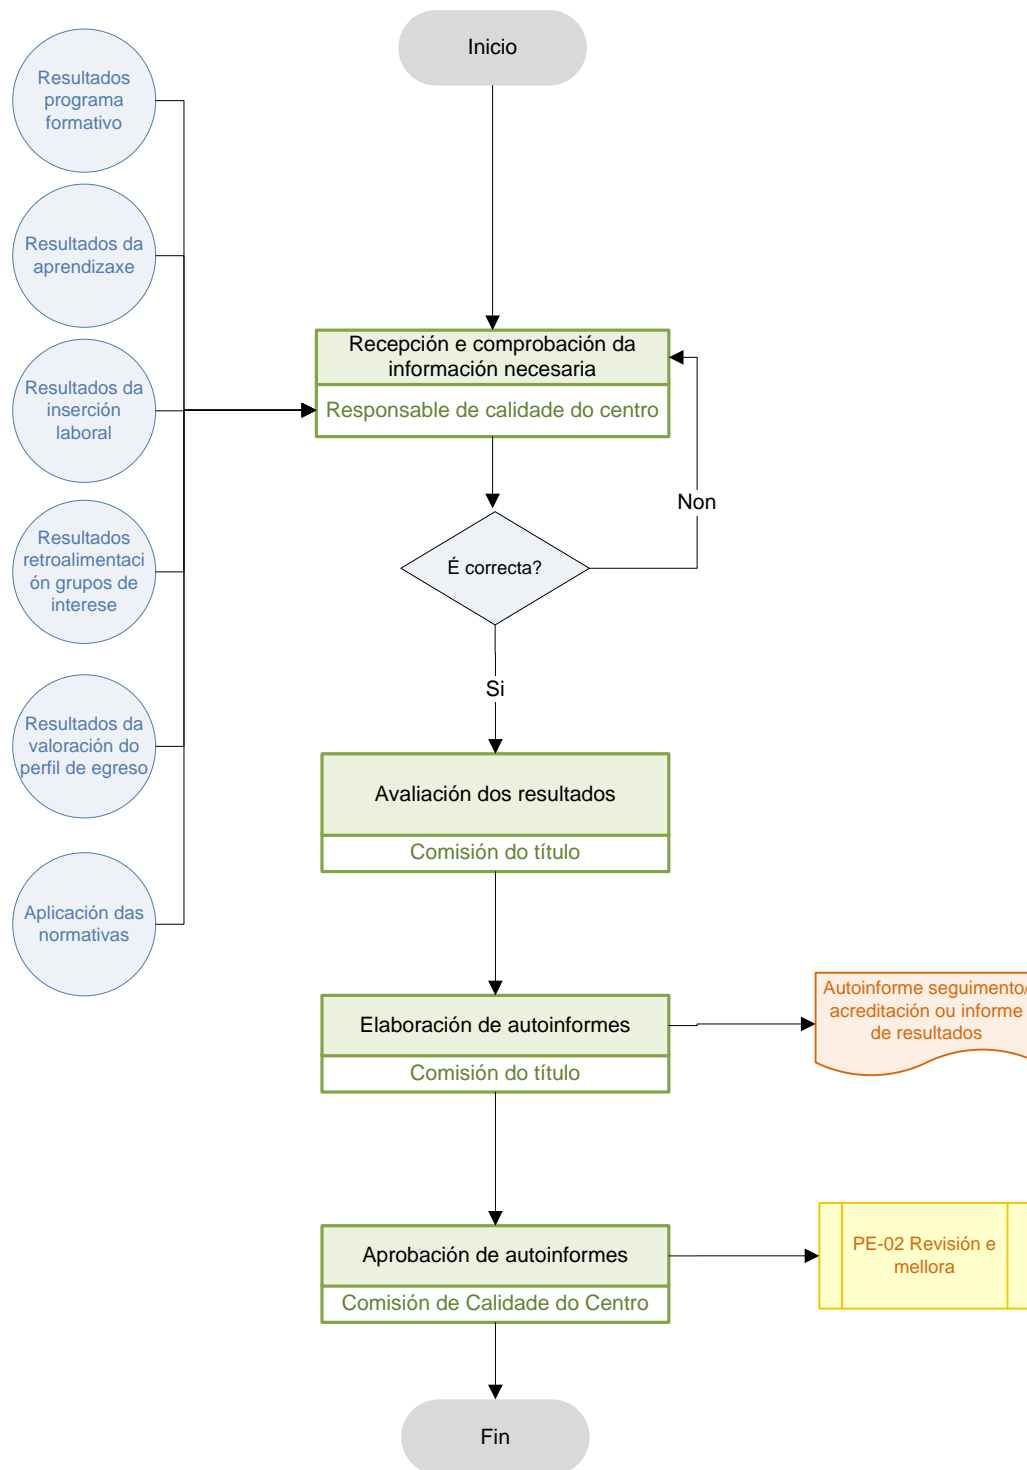 Inicio
Resultados
programa
formativo
Resultados da
aprendizaxe
Resultados da
inserción
laboral
Resultados
retroalimentaci
ón grupos de
interese
Resultados da
valoración do
perfil de egreso
Aplicación das
normativas
Recepción e comprobación da
información necesaria
Responsable de calidade do centro
Non
É correcta?
Si
Avaliación dos resultados
Comisión do título
Elaboración de autoinformes
Comisión do título
Autoinforme seguimento/
acreditación ou informe
de resultados
Aprobación de autoinformes
Comisión de Calidade do Centro
PE-02 Revisión e
mellora
Fin